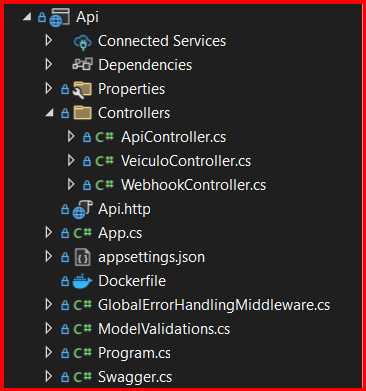 Api
Connected Services
Dependencies
Properties
Controllers
C# ApiController.cs
C# VeiculoController.cs
C# WebhookController.cs
Api.http
C# App.cs
appsettings.json
Dockerfile
C# GlobalErrorHandlingMiddleware.cs
C# ModelValidations.cs
C# Program.cs
C# Swagger.cs